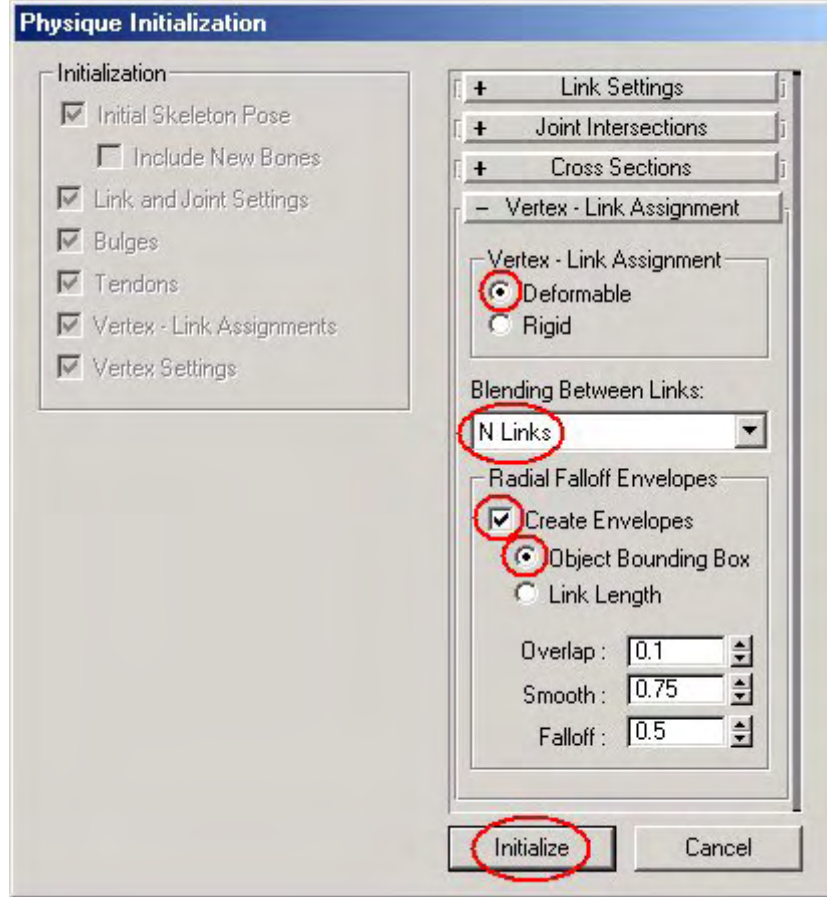 Physique Initialization
Initialization
Initial Skeleton Pose
Include New Bones
Link and Joint Settings
Bulges
Tendons
Vertex - Link Assignments
Vertex Settings
+ Link Settings
+ Joint Intersections
+ Cross Sections
- Vertex - Link Assignment
Vertex - Link Assignment
Deformable
Rigid
Blending Between Links:
N Links
Radial Falloff Envelopes
Create Envelopes
Object Bounding Box
Link Length
Overlap : 0.1
Smooth : 0.75
Falloff : 0.5
Initialize
Cancel